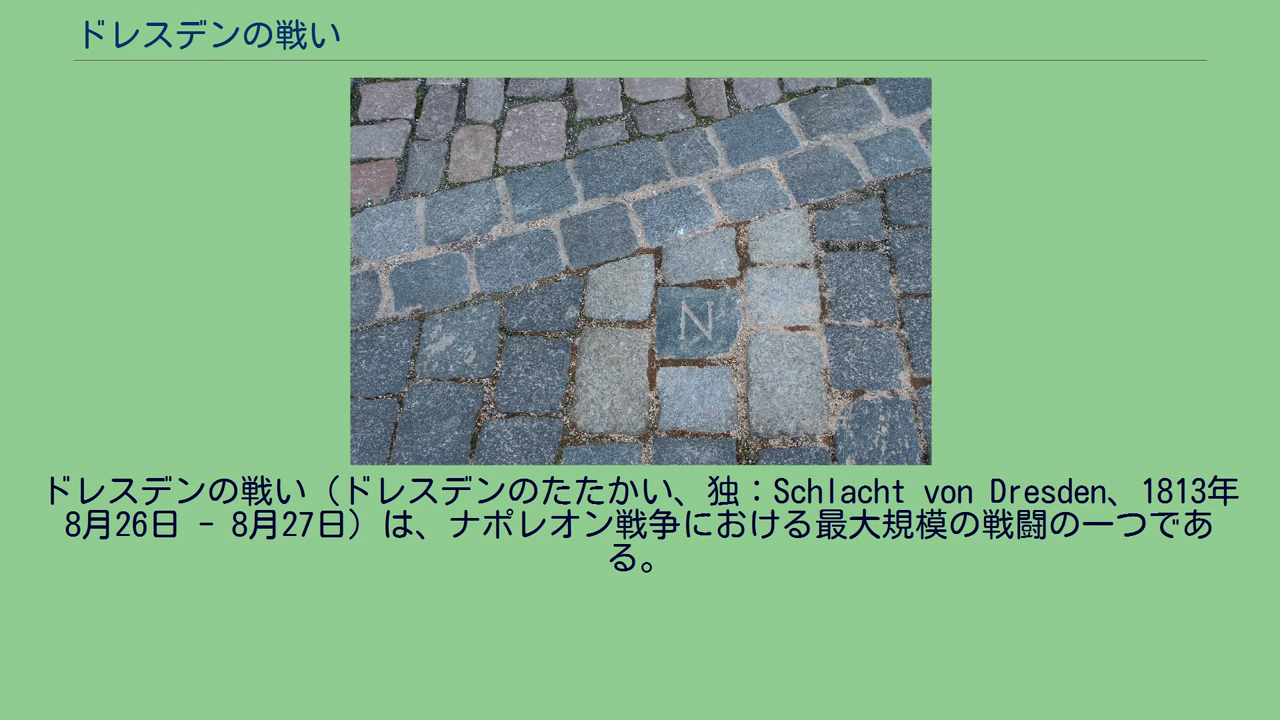 ドレスデンの戦い
N
ドレスデンの戦い（ドレスデンのたたかい、独：Schlacht von Dresden、1813年
8月26日 - 8月27日）は、ナポレオン戦争における最大規模の戦闘の一つであ
る。